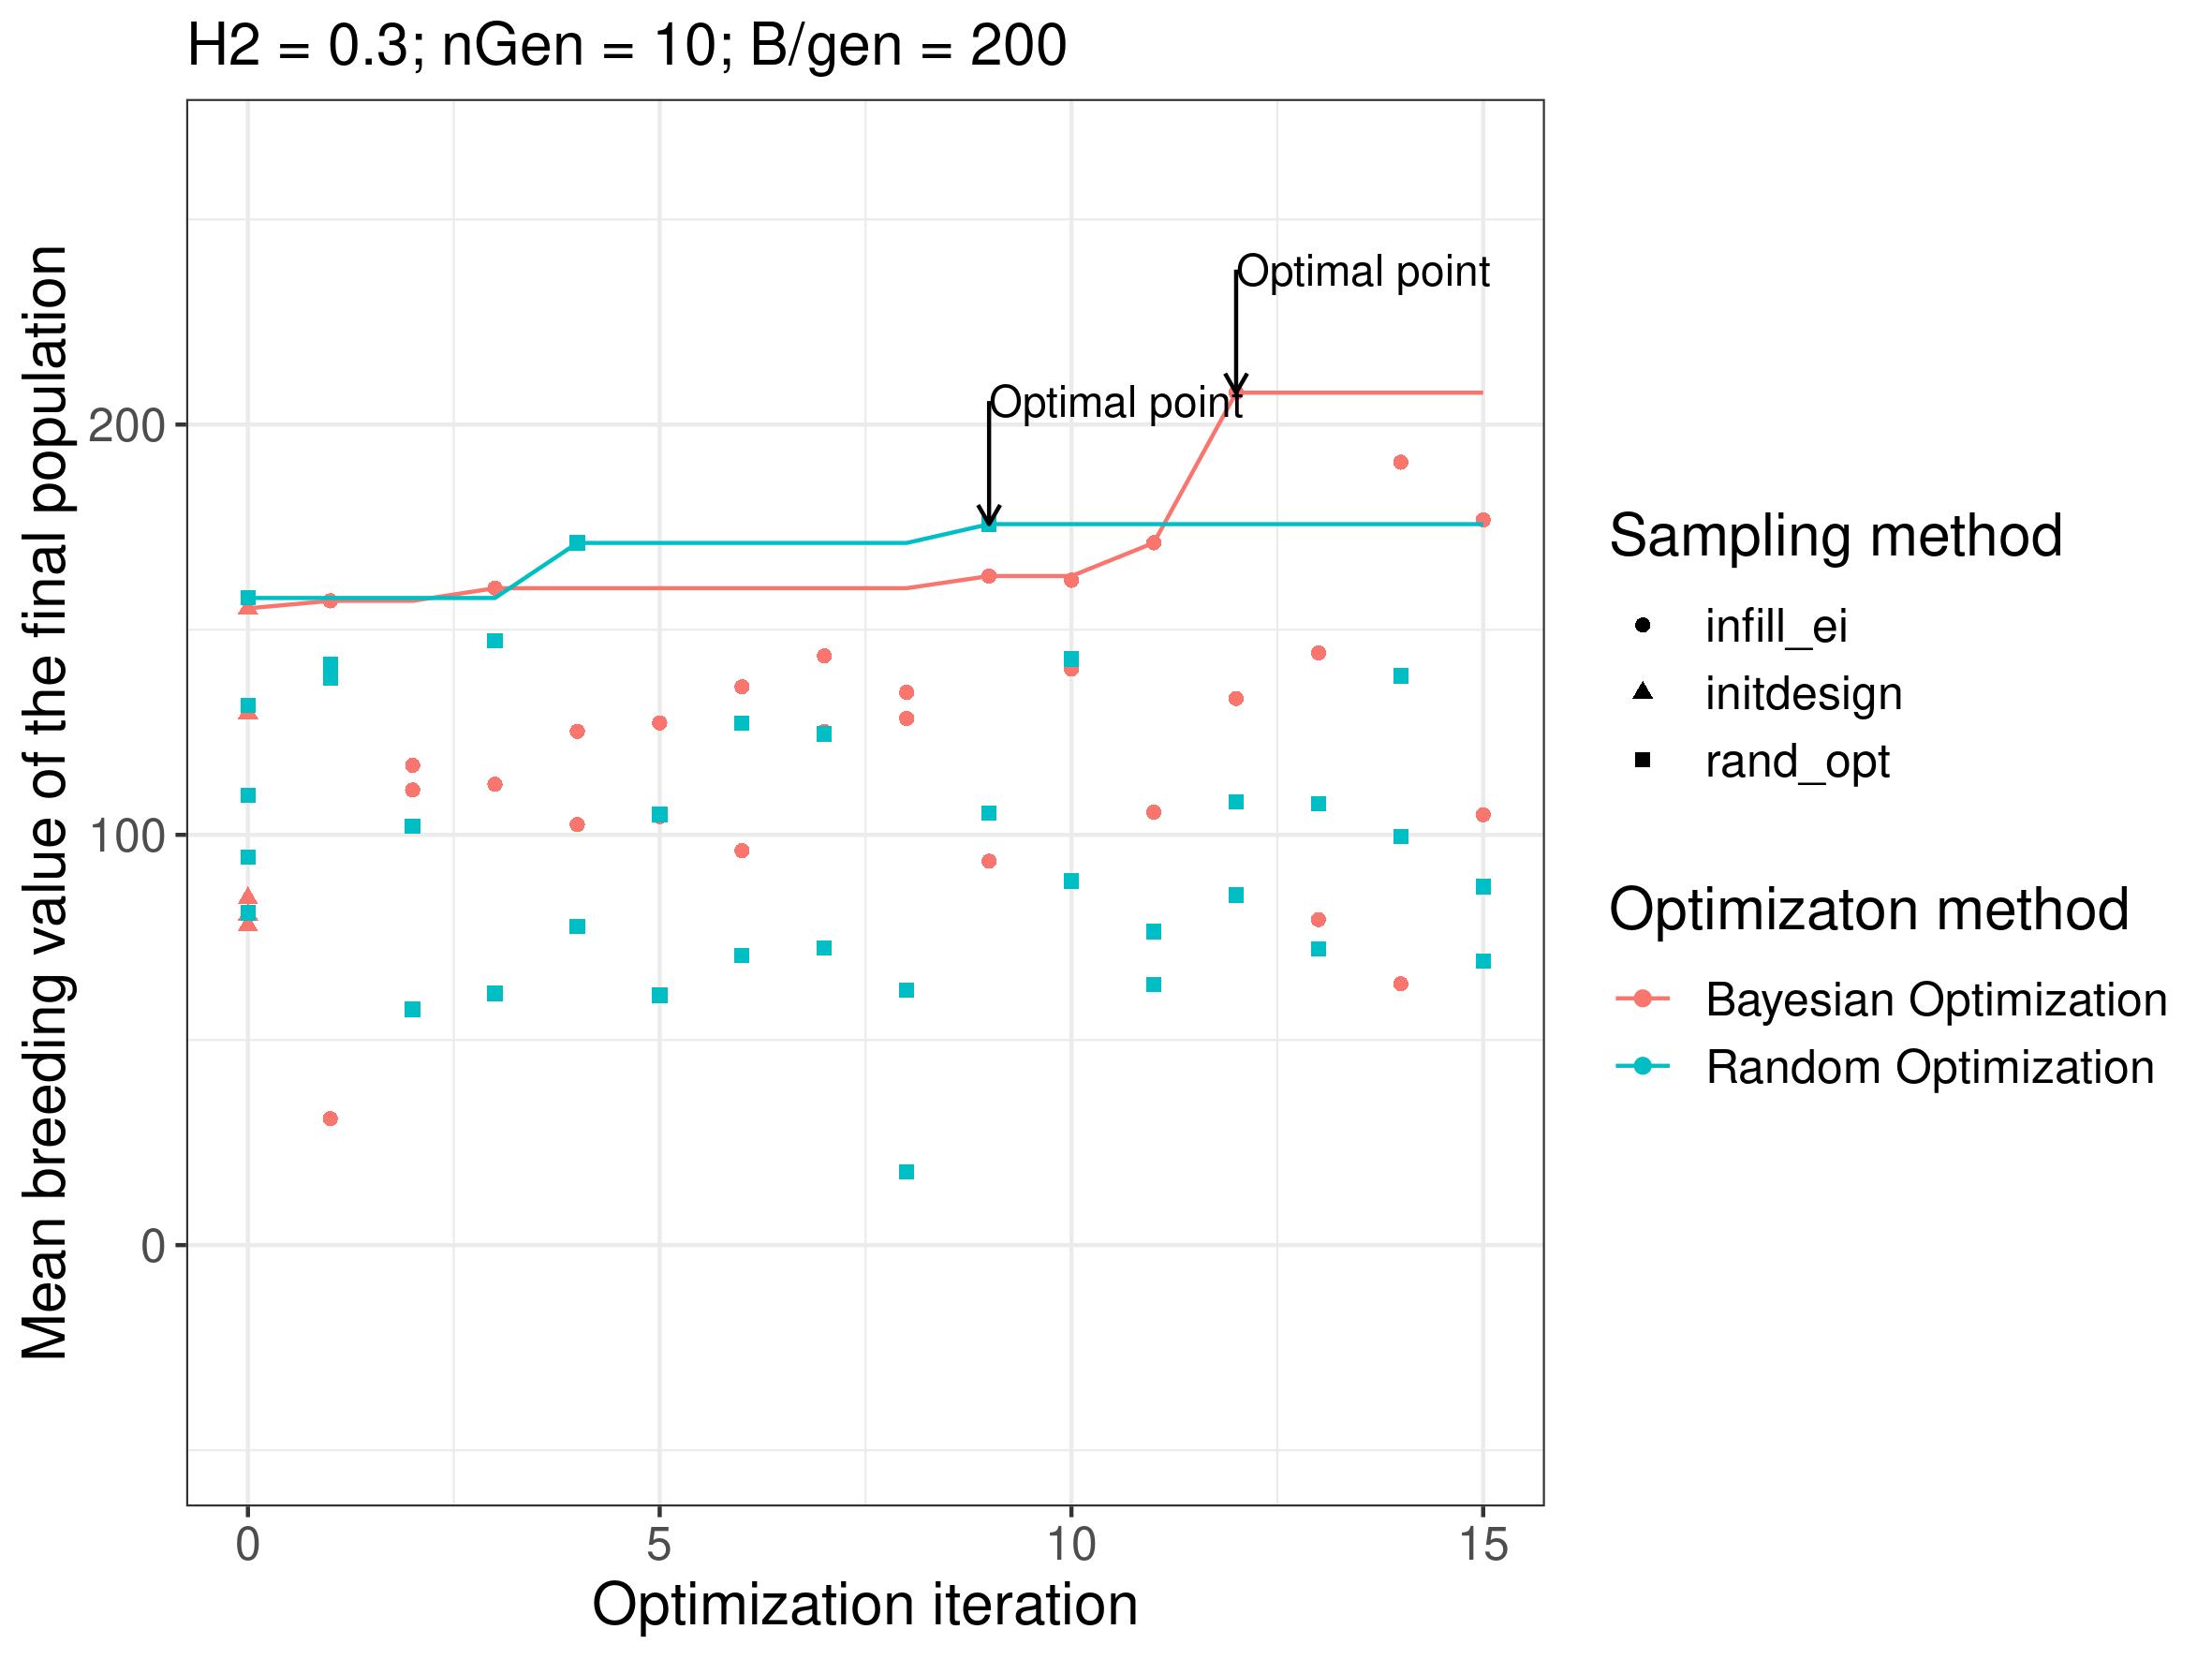 H2 = 0.3; nGen = 10; B/gen = 200
Mean breeding value of the final population
200
100
0
Optimal point
Optimal point
0
5
10
15
Optimization iteration
Sampling method
infill_ei
initdesign
rand_opt
Optimizaton method
Bayesian Optimization
Random Optimization